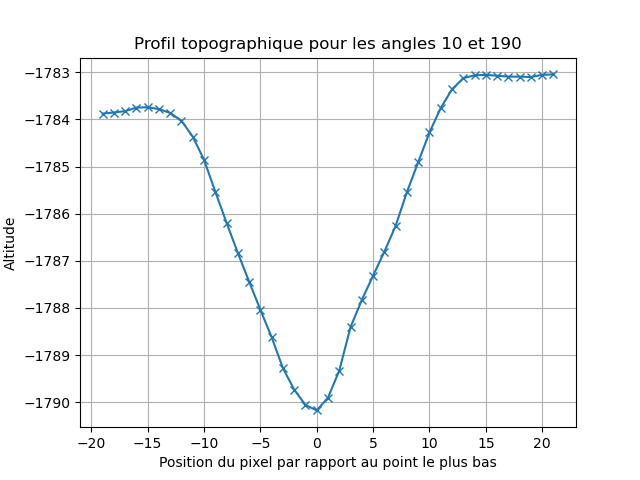 Profil topographique pour les angles 10 et 190
−1783
−1784
−1785
−1786
−1787
−1788
−1789
−1790
Altitude
−20 −15 −10 −5 0 5 10 15 20
Position du pixel par rapport au point le plus bas